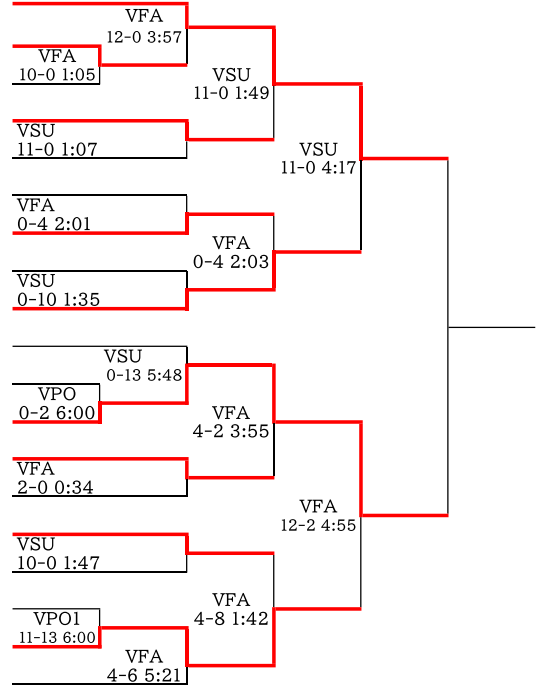 VFA
12-0 3:57
VFA
10-0 1:05
VSU
11-0 1:49
VSU
11-0 1:07
VSU
11-0 4:17
VFA
0-4 2:01
VFA
0-4 2:03
VSU
0-10 1:35
VSU
0-13 5:48
VPO
0-2 6:00
VFA
4-2 3:55
VFA
2-0 0:34
VFA
12-2 4:55
VSU
10-0 1:47
VFA
4-8 1:42
VPO1
11-13 6:00
VFA
4-6 5:21